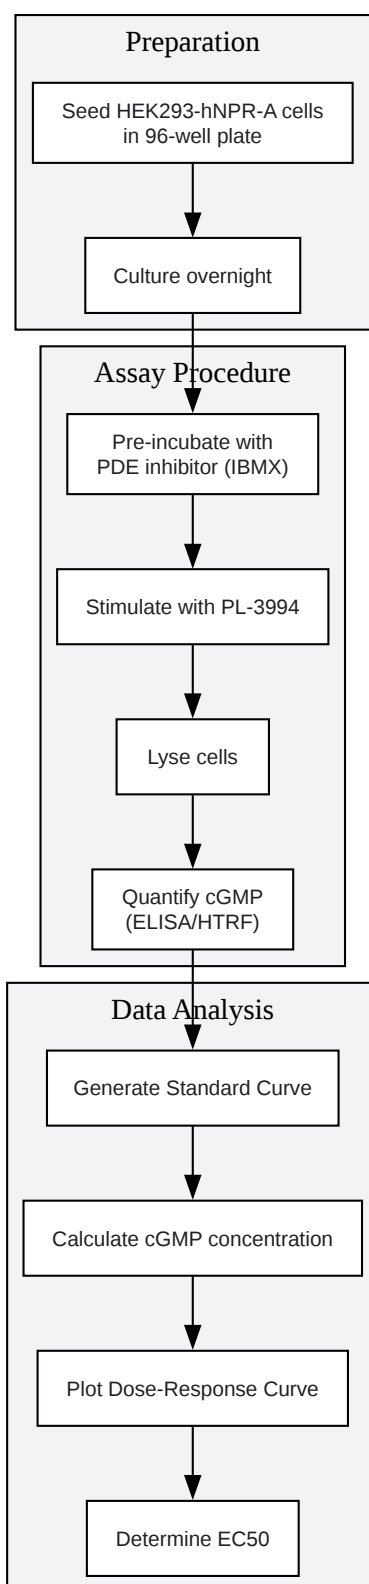 Preparation
Seed HEK293-hNPR-A cells
in 96-well plate
Culture overnight
Assay Procedure
Pre-incubate with
PDE inhibitor (IBMX)
Stimulate with PL-3994
Lyse cells
Quantify cGMP
(ELISA/HTRF)
Data Analysis
Generate Standard Curve
Calculate cGMP concentration
Plot Dose-Response Curve
Determine EC50